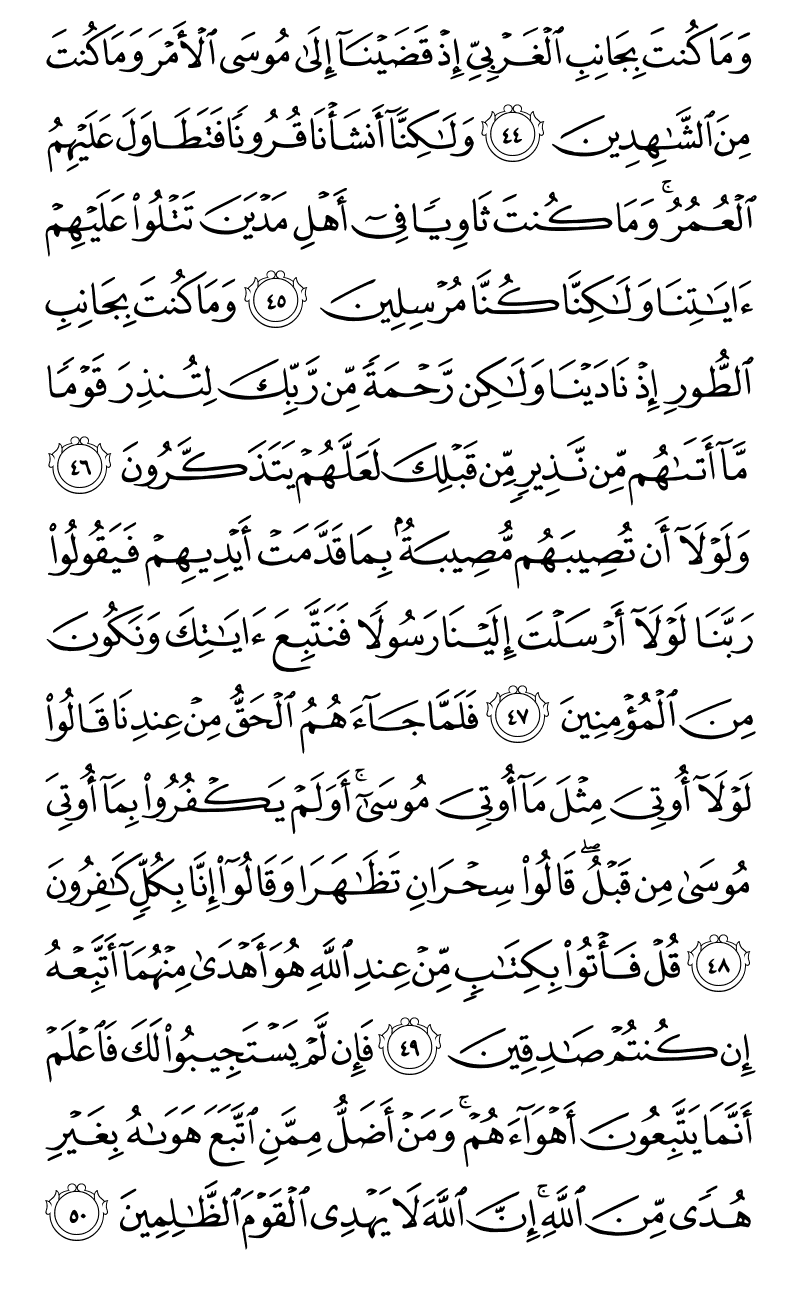 وَمَا كُنتَ بِجَانِبِ ٱلْغَرْبِىِّ إِذْ قَضَيْنَآ إِلَىٰ مُوسَى ٱلْأَمْرَ وَمَا كُنتَ
مِنَ ٱلشَّـٰهِدِينَ ٤٤ وَلَـٰكِنَّآ أَنشَأْنَا قُرُونًا فَتَطَاوَلَ عَلَيْهِمُ
ٱلْعُمُرُ ۚ وَمَا كُنتَ ثَاوِيًا فِىٓ أَهْلِ مَدْيَنَ تَتْلُوا۟ عَلَيْهِمْ
ءَايَـٰتِنَا وَلَـٰكِنَّا كُنَّا مُرْسِلِينَ ٤٥ وَمَا كُنتَ بِجَانِبِ
ٱلطُّورِ إِذْ نَادَيْنَا وَلَـٰكِن رَّحْمَةً مِّن رَّبِّكَ لِتُنذِرَ قَوْمًا
مَّآ أَتَىٰهُم مِّن نَّذِيرٍ مِّن قَبْلِكَ لَعَلَّهُمْ يَتَذَكَّرُونَ ٤٦
وَلَوْلَآ أَن تُصِيبَهُم مُّصِيبَةٌۢ بِمَا قَدَّمَتْ أَيْدِيهِمْ فَيَقُولُوا۟
رَبَّنَا لَوْلَآ أَرْسَلْتَ إِلَيْنَا رَسُولًا فَنَتَّبِعَ ءَايَـٰتِكَ وَنَكُونَ
مِنَ ٱلْمُؤْمِنِينَ ٤٧ فَلَمَّا جَآءَهُمُ ٱلْحَقُّ مِنْ عِندِنَا قَالُوا۟
لَوْلَآ أُوتِىَ مِثْلَ مَآ أُوتِىَ مُوسَىٰٓ ۚ أَوَلَمْ يَكْفُرُوا۟ بِمَآ أُوتِىَ
مُوسَىٰ مِن قَبْلُ ۖ قَالُوا۟ سِحْرَانِ تَظَـٰهَرَا وَقَالُوٓا۟ إِنَّا بِكُلٍّ كَـٰفِرُونَ
٤٨ قُلْ فَأْتُوا۟ بِكِتَـٰبٍ مِّنْ عِندِ ٱللَّهِ هُوَ أَهْدَىٰ مِنْهُمَآ أَتَّبِعْهُ
إِن كُنتُمْ صَـٰدِقِينَ ٤٩ فَإِن لَّمْ يَسْتَجِيبُوا۟ لَكَ فَٱعْلَمْ
أَنَّمَا يَتَّبِعُونَ أَهْوَآءَهُمْ ۚ وَمَنْ أَضَلُّ مِمَّنِ ٱتَّبَعَ هَوَىٰهُ بِغَيْرِ
هُدًى مِّنَ ٱللَّهِ ۚ إِنَّ ٱللَّهَ لَا يَهْدِى ٱلْقَوْمَ ٱلظَّـٰلِمِينَ ٥٠